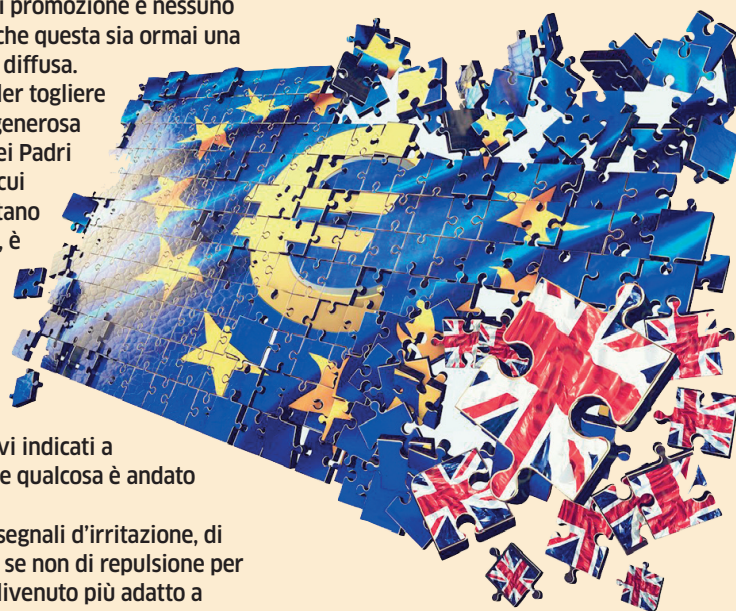 i promozione e nessuno
che questa sia ormai una
diffusa.
der togliere
generosa
ei Padri
cui
tano
, è
vi indicati a
e qualcosa è andato
segnali d'irritazione, di
se non di repulsione per
divenuto più adatto a